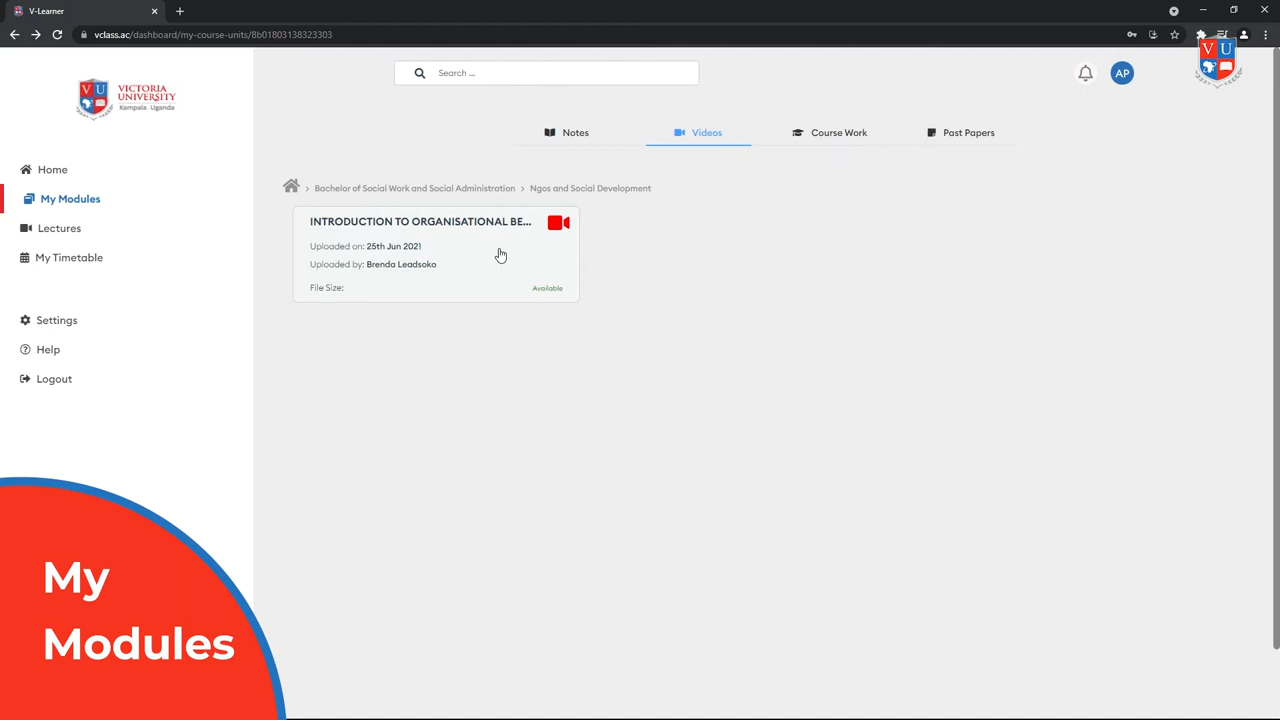 V-Learner
vclass.ac/dashboard/my-course-units/8b01803138323303
VU
VICTORIA
UNIVERSITY
Kampala Uganda
Search ...
AP
VU
Notes
Videos
Course Work
Past Papers
Home
My Modules
Lectures
My Timetable
Settings
Help
Logout
Bachelor of Social Work and Social Administration > Ngos and Social Development
INTRODUCTION TO ORGANISATIONAL BE...
Uploaded on: 25th Jun 2021
Uploaded by: Brenda Leadsoko
File Size:
Available
My
Modules